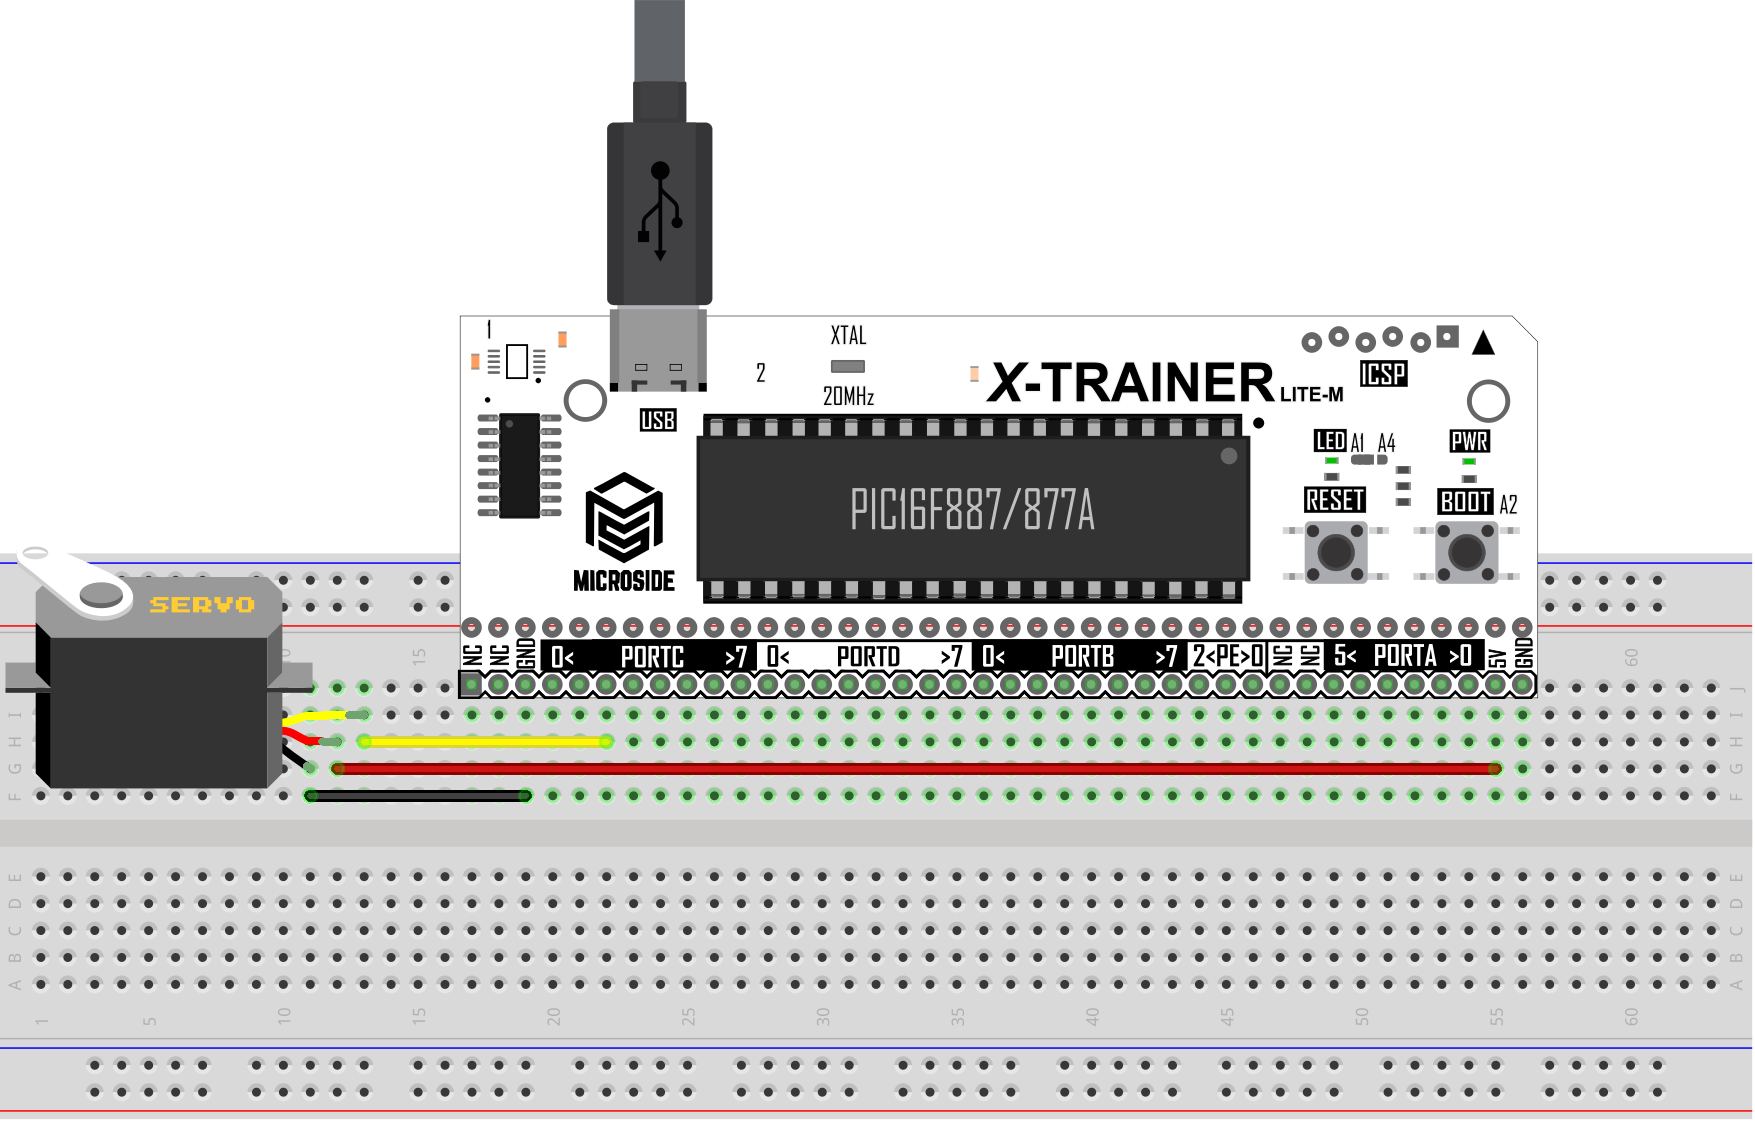 1
XTAL
2
20MHz
X-TRAINER LITE-M
ICSP
USB
LED A1 A4
PWR
RESET
BOOT A2
PIC16F887/877A
MICROSIDE
SERVO
NC NC GND 0< PORTC >7 0< PORTD >7 0< PORTB >7 2<PE>0 NC NC 5< PORTA >0 5V GND
15 60
J
I I
H H
G G
F F
E E
D D
C C
B B
A A
1 5 10 15 20 25 30 35 40 45 50 55 60